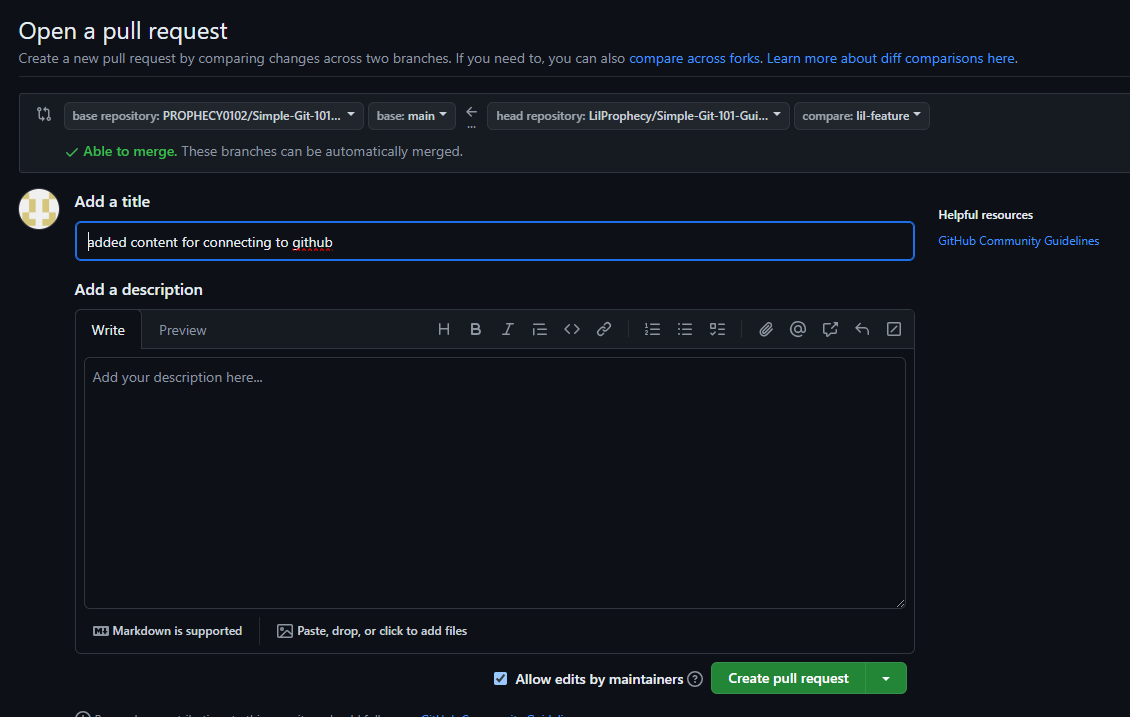 Open a pull request
Create a new pull request by comparing changes across two branches. If you need to, you can also compare across forks. Learn more about diff comparisons here.
base repository: PROPHECY0102/Simple-Git-101... base: main ... head repository: LilProphecy/Simple-Git-101-Gui... compare: lil-feature
Able to merge. These branches can be automatically merged.
Add a title
added content for connecting to github
Helpful resources
GitHub Community Guidelines
Add a description
Write Preview
Add your description here...
Markdown is supported Paste, drop, or click to add files
Allow edits by maintainers Create pull request